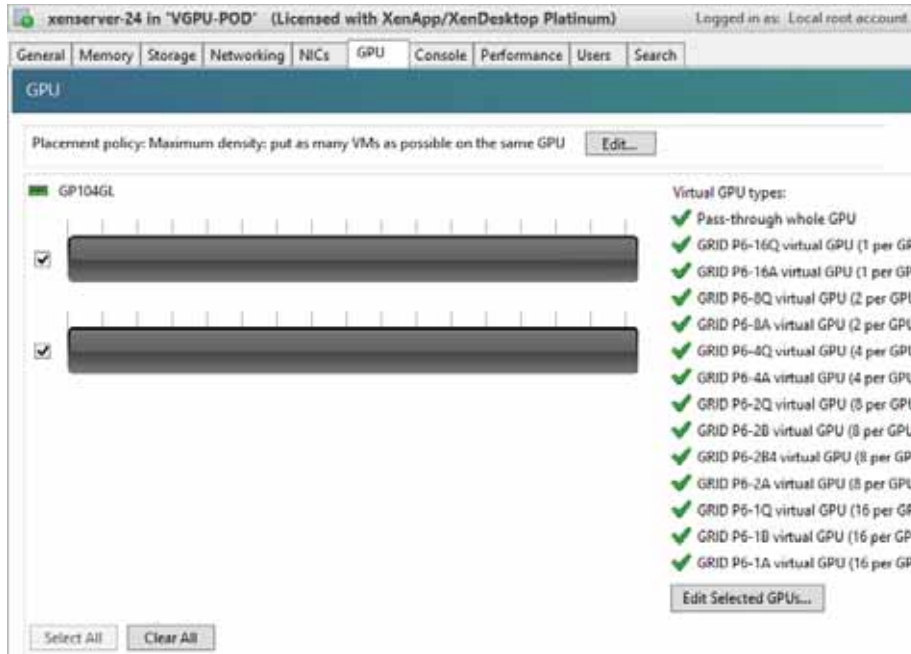 xenserver-24 in "VGPU-POD" (Licensed with XenApp/XenDesktop Platinum) Logged in as: Local root account
General Memory Storage Networking NICs GPU Console Performance Users Search
GPU
Placement policy: Maximum density: put as many VMs as possible on the same GPU Edit...
GP104GL
Virtual GPU types:
Pass-through whole GPU
GRID P6-16Q virtual GPU (1 per GP
GRID P6-16A virtual GPU (1 per GP
GRID P6-8Q virtual GPU (2 per GPU
GRID P6-8A virtual GPU (2 per GPU
GRID P6-4Q virtual GPU (4 per GPU
GRID P6-4A virtual GPU (4 per GPU
GRID P6-2Q virtual GPU (8 per GPU
GRID P6-2B virtual GPU (8 per GPU
GRID P6-2B4 virtual GPU (8 per GP
GRID P6-2A virtual GPU (8 per GPU
GRID P6-1Q virtual GPU (16 per GP
GRID P6-1B virtual GPU (16 per GP
GRID P6-1A virtual GPU (16 per GP
Edit Selected GPUs...
Select All Clear All